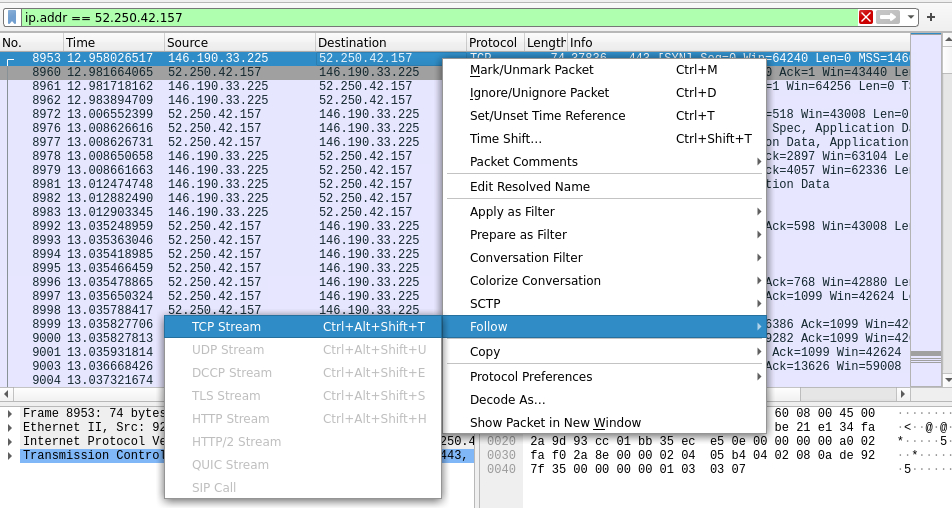 ip.addr == 52.250.42.157
No. Time Source Destination Protocol Length Info
8953 12.958026517 146.190.33.225 52.250.42.157 TCP 74 37836 443 [SYN] Seq=0 Win=64240 Len=0 MSS=1460
8960 12.981664065 52.250.42.157 146.190.33.225 0 Ack=1 Win=43440 Le
8961 12.981718162 146.190.33.225 52.250.42.157 =1 Win=64256 Len=0 T
8962 12.983894709 146.190.33.225 52.250.42.157
8972 13.006552399 52.250.42.157 146.190.33.225 =518 Win=43008 Len=0
8976 13.008626616 52.250.42.157 146.190.33.225 Spec, Application Da
8977 13.008626731 52.250.42.157 146.190.33.225 on Data, Application
8978 13.008650658 146.190.33.225 52.250.42.157 ck=2897 Win=63104 Le
8979 13.008661663 146.190.33.225 52.250.42.157 ck=4057 Win=62336 Le
8981 13.012474748 146.190.33.225 52.250.42.157 tion Data
8982 13.012882490 146.190.33.225 52.250.42.157
8983 13.012903345 146.190.33.225 52.250.42.157
8992 13.035248959 52.250.42.157 146.190.33.225 Ack=598 Win=43008 Le
8993 13.035363046 52.250.42.157 146.190.33.225
8994 13.035418985 52.250.42.157 146.190.33.225
8995 13.035466459 146.190.33.225 52.250.42.157
8996 13.035478865 52.250.42.157 146.190.33.225 Ack=768 Win=42880 Le
8997 13.035650324 52.250.42.157 146.190.33.225 Ack=1099 Win=42624 L
8998 13.035788417 52.250.42.157 146.190.33.225
8999 13.035827706 6386 Ack=1099 Win=42
9000 13.035827813 9282 Ack=1099 Win=42
9001 13.035931814 Ack=1099 Win=42624
9003 13.036668426 Ack=13626 Win=59008
9004 13.037321674
Mark/Unmark Packet Ctrl+M
Ignore/Unignore Packet Ctrl+D
Set/Unset Time Reference Ctrl+T
Time Shift... Ctrl+Shift+T
Packet Comments
Edit Resolved Name
Apply as Filter
Prepare as Filter
Conversation Filter
Colorize Conversation
SCTP
Follow
Copy
Protocol Preferences
Decode As...
Show Packet in New Window
TCP Stream Ctrl+Alt+Shift+T
UDP Stream Ctrl+Alt+Shift+U
DCCP Stream Ctrl+Alt+Shift+E
TLS Stream Ctrl+Alt+Shift+S
HTTP Stream Ctrl+Alt+Shift+H
HTTP/2 Stream
QUIC Stream
SIP Call
Frame 8953: 74 bytes
Ethernet II, Src: 92
Internet Protocol Ve 250.4
Transmission Control 443,
60 08 00 45 00 ········
be 21 e1 34 fa
0020 2a 9d 93 cc 01 bb 35 ec e5 0e 00 00 00 00 a0 02
0030 fa f0 2a 8e 00 00 02 04 05 b4 04 02 08 0a de 92
0040 7f 35 00 00 00 00 01 03 03 07